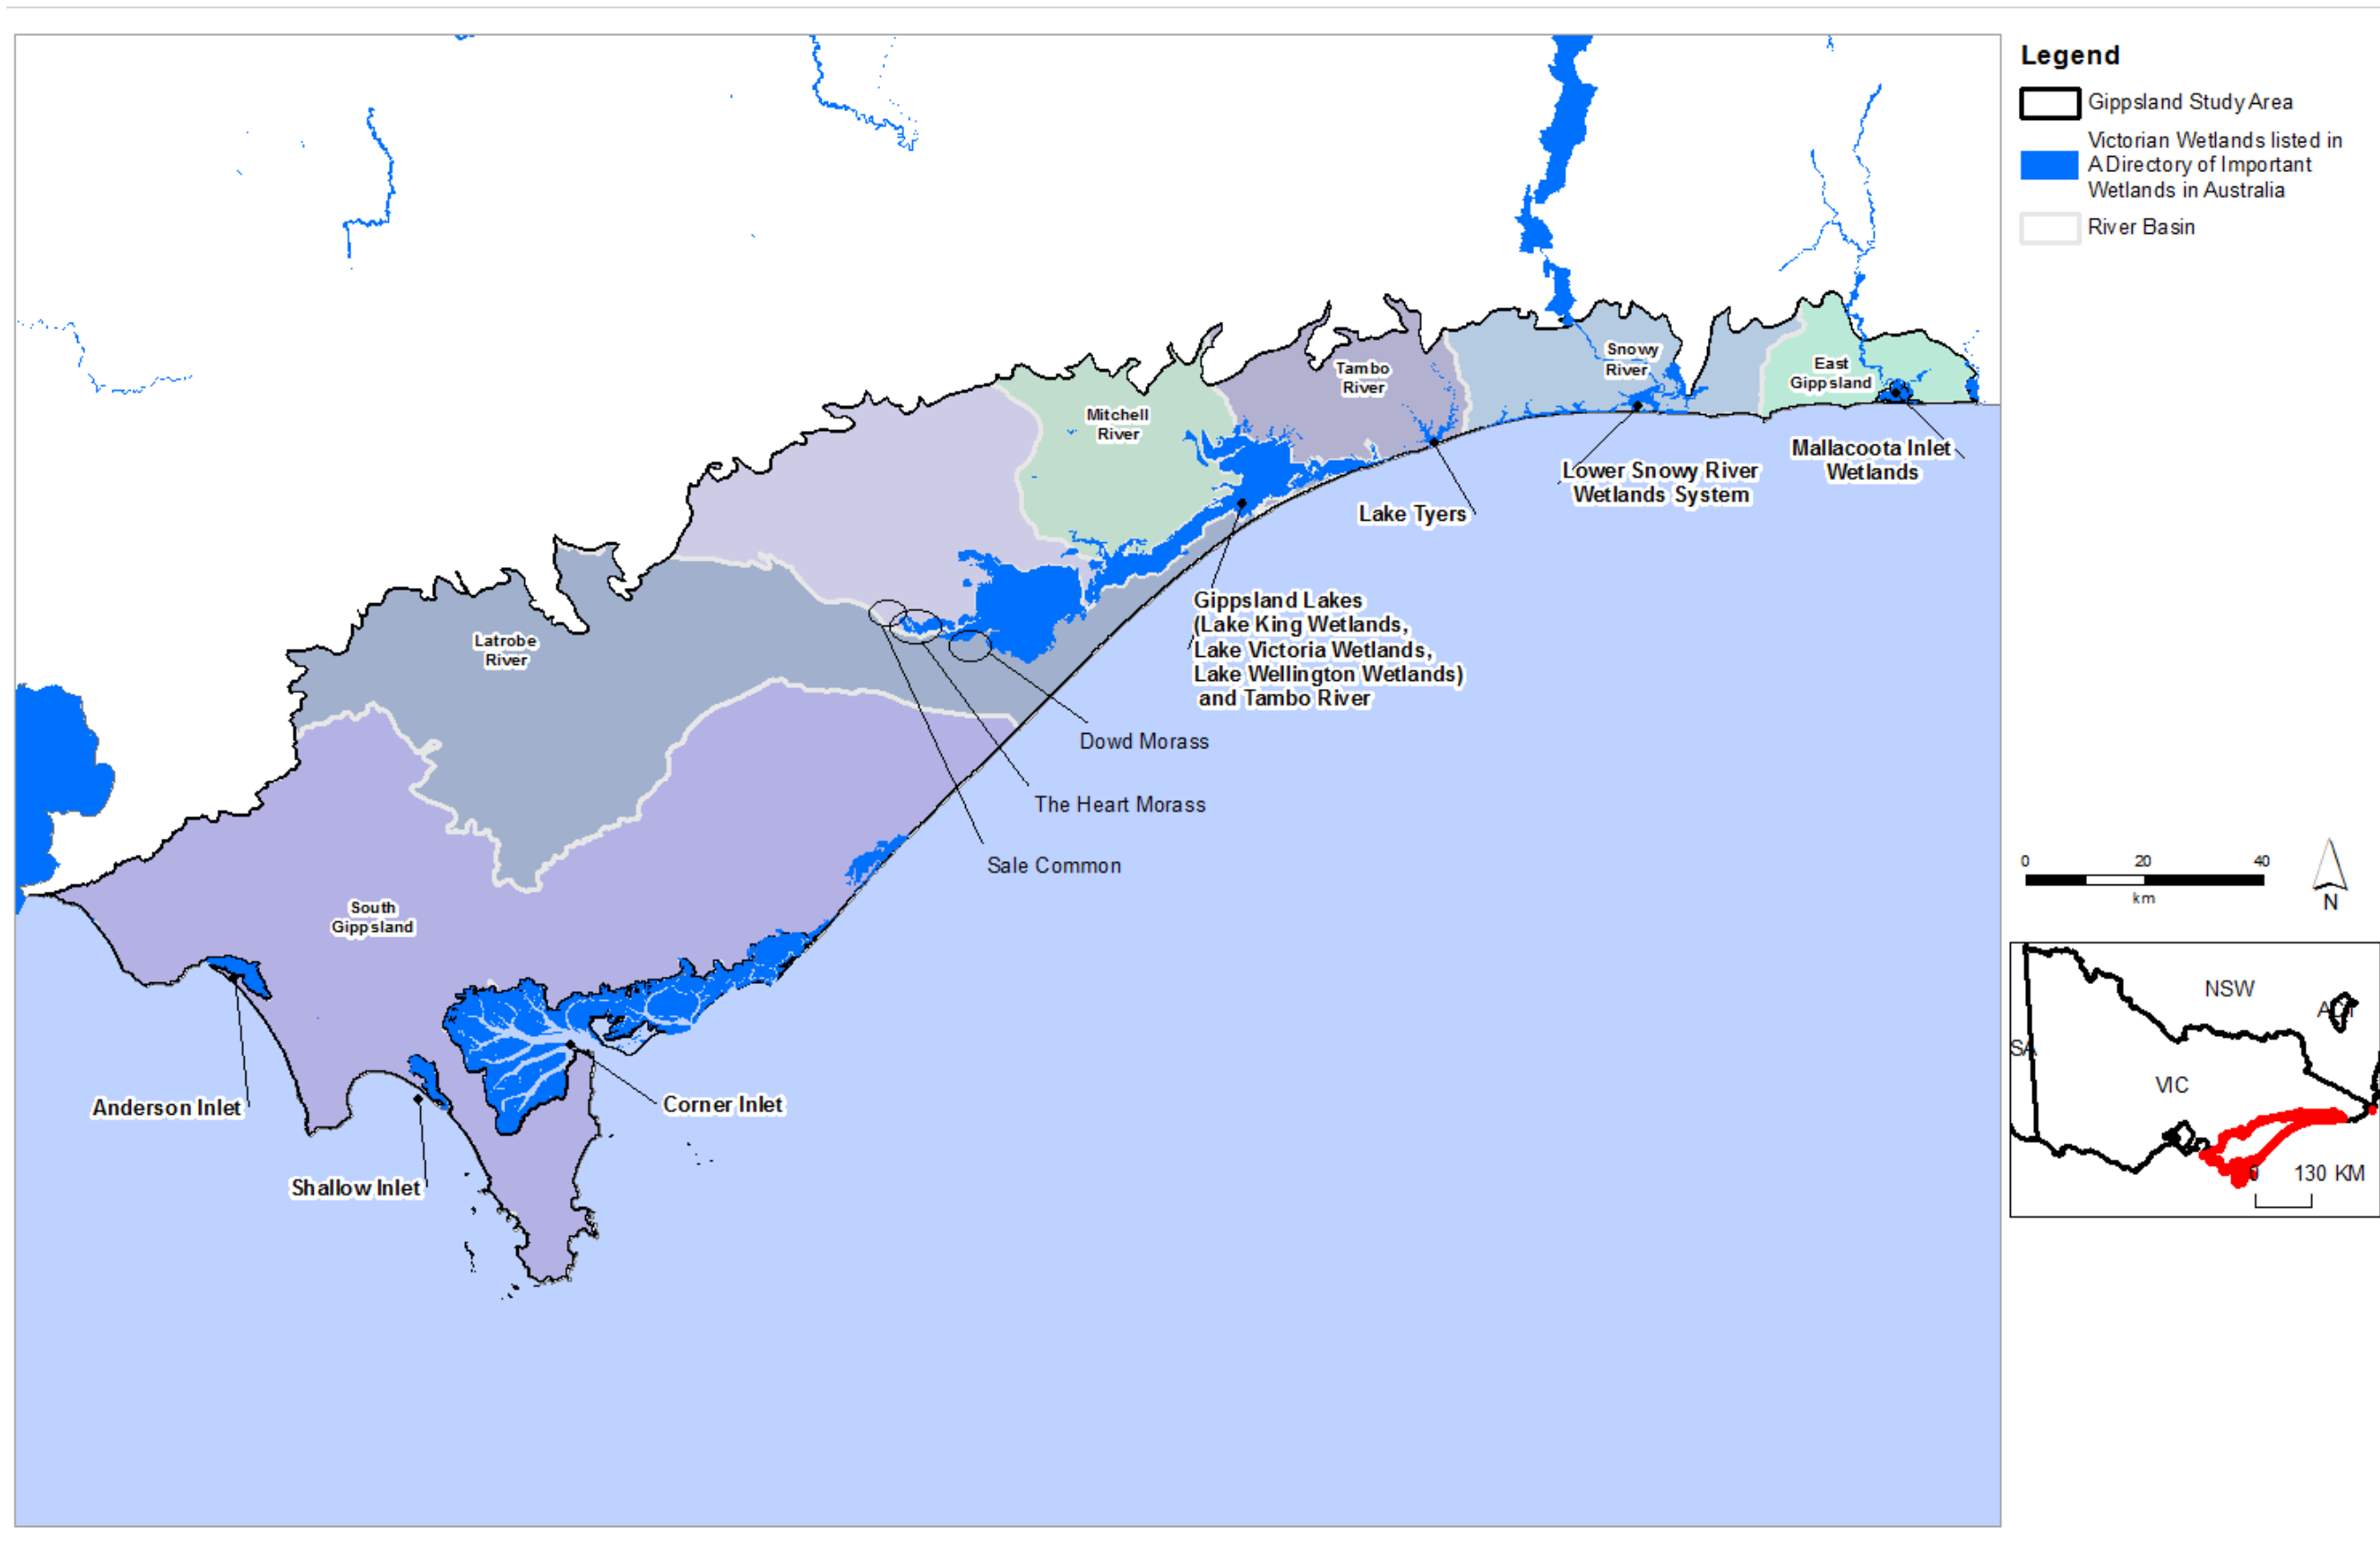 Legend
Gippsland Study Area
Victorian Wetlands listed in
A Directory of Important
Wetlands in Australia
River Basin
Snowy
River
East
Gippsland
Tambo
River
Mitchell
River
Mallacoota Inlet
Wetlands
Lower Snowy River
Wetlands System
Lake Tyers
Gippsland Lakes
(Lake King Wetlands,
Lake Victoria Wetlands,
Lake Wellington Wetlands)
and Tambo River
Latrobe
River
Dowd Morass
The Heart Morass
Sale Common
South
Gippsland
Anderson Inlet
Corner Inlet
Shallow Inlet
0 20 40
km
N
NSW
ACT
SA
VIC
0 130 KM